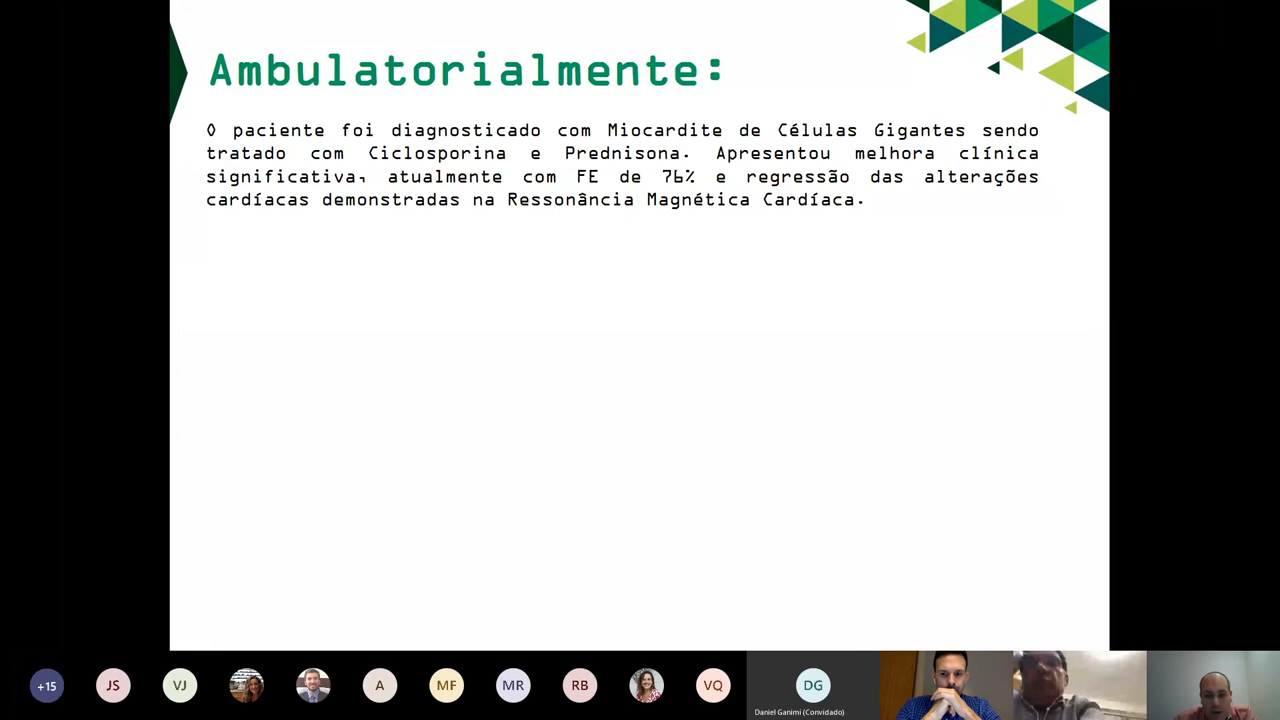 Ambulatorialmente:
O paciente foi diagnosticado com Miocardite de Células Gigantes sendo
tratado com Ciclosporina e Prednisona. Apresentou melhora clínica
significativa, atualmente com FE de 76% e regressão das alterações
cardíacas demonstradas na Ressonância Magnética Cardíaca.
+15
JS
VJ
A
MF
MR
RB
VQ
DG
Daniel Ganimi (Convidado)